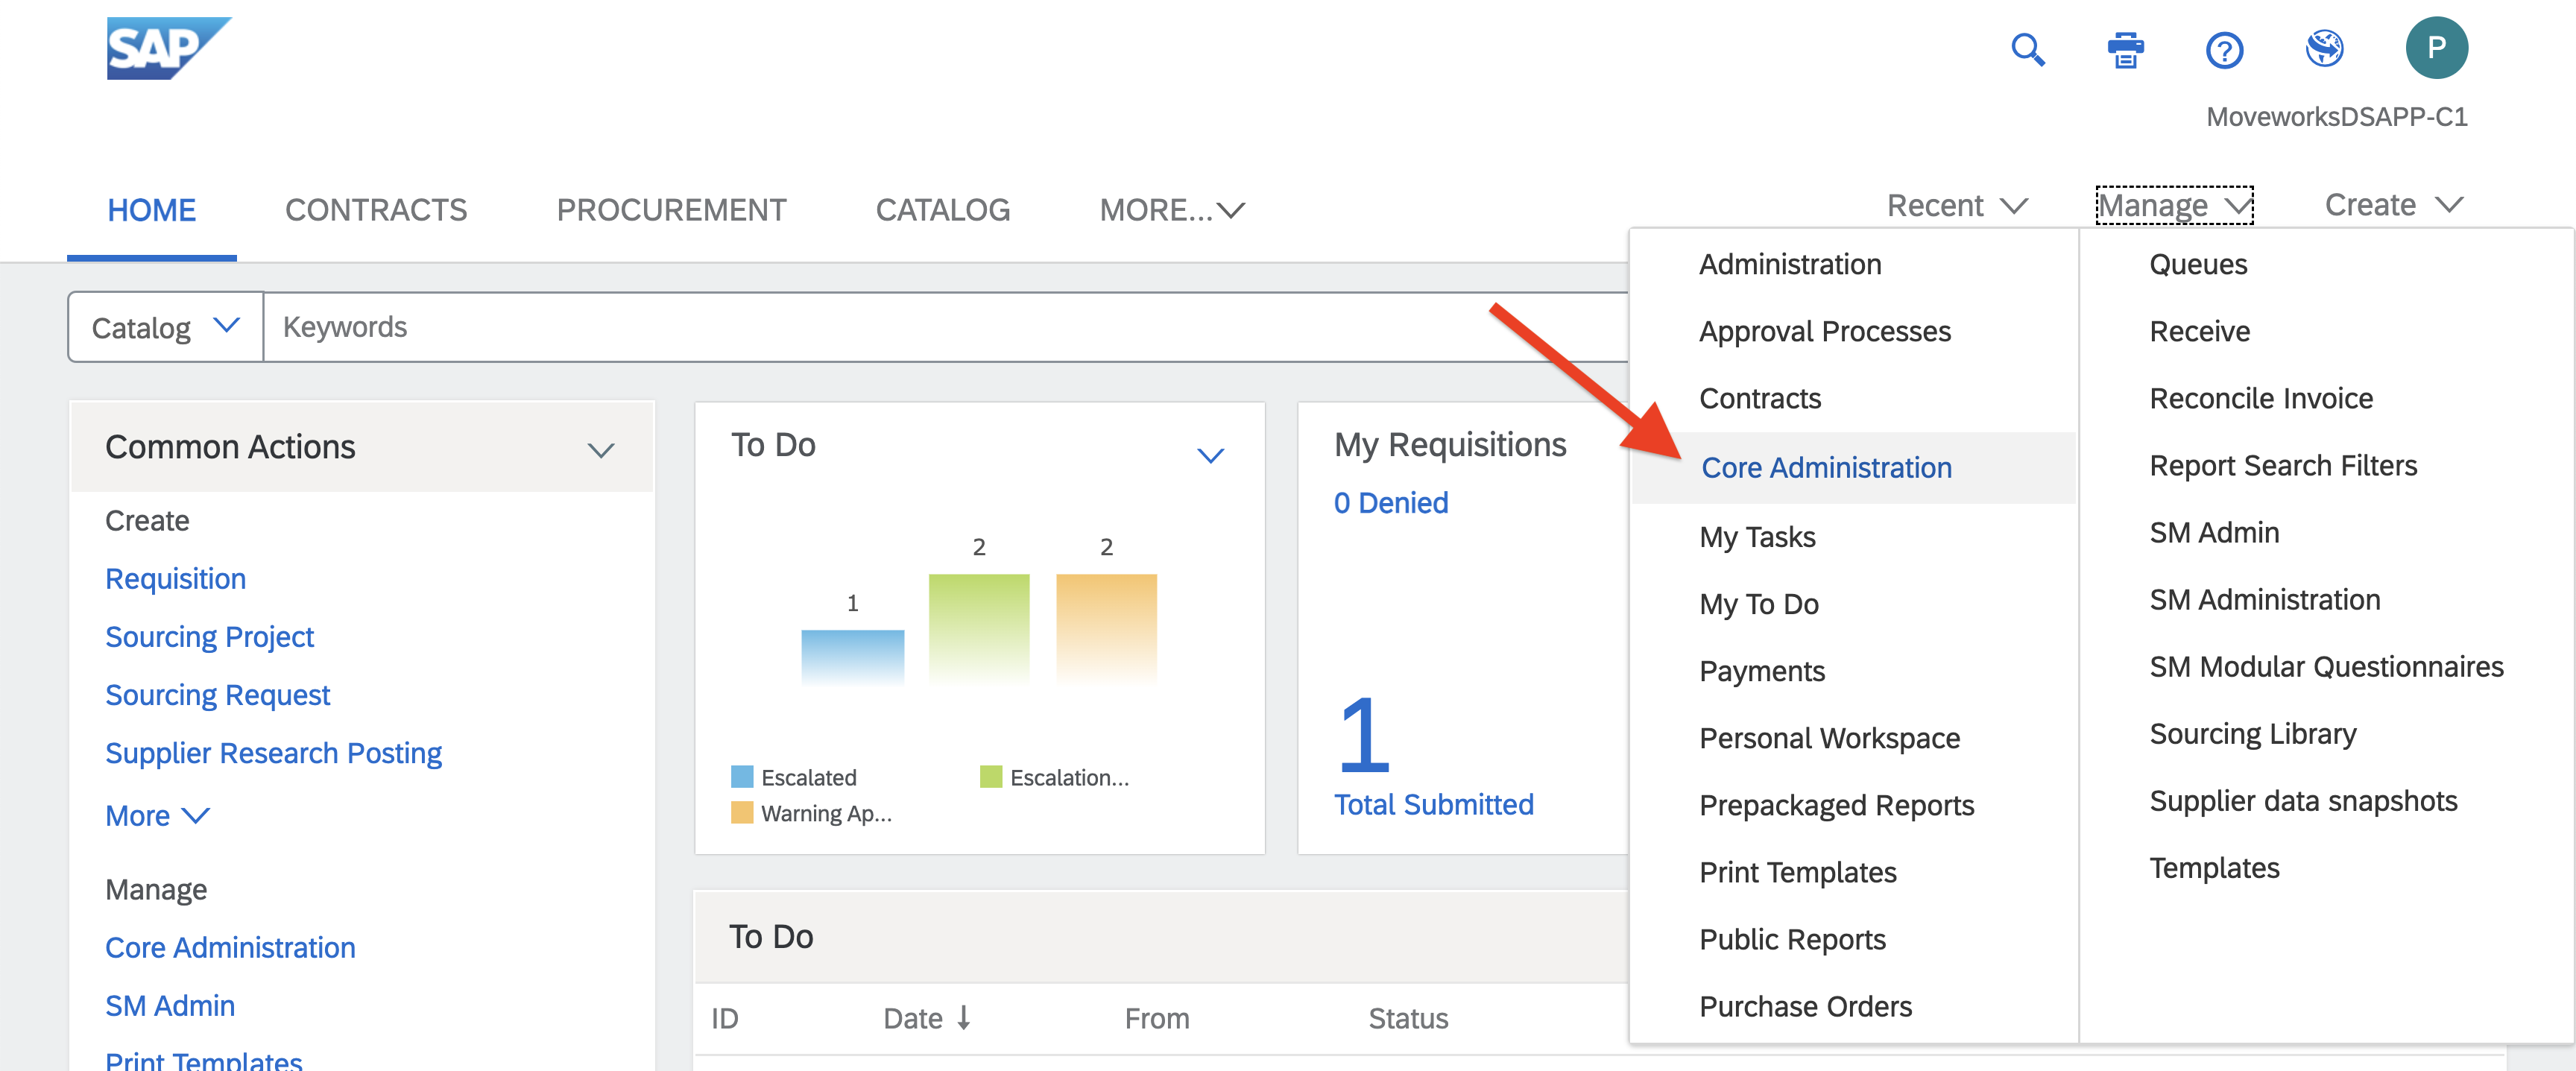 SAP
P
MoveworksDSAPP-C1
HOME CONTRACTS PROCUREMENT CATALOG MORE...
Recent Manage Create
Catalog Keywords
Administration
Approval Processes
Contracts
Core Administration
My Tasks
My To Do
Payments
Personal Workspace
Prepackaged Reports
Print Templates
Public Reports
Purchase Orders
Queues
Receive
Reconcile Invoice
Report Search Filters
SM Admin
SM Administration
SM Modular Questionnaires
Sourcing Library
Supplier data snapshots
Templates
Common Actions
Create
Requisition
Sourcing Project
Sourcing Request
Supplier Research Posting
More
Manage
Core Administration
SM Admin
Print Templates
To Do
1 2 2
Escalated Escalation...
Warning Ap...
My Requisitions
0 Denied
1
Total Submitted
To Do
ID Date ↓ From Status